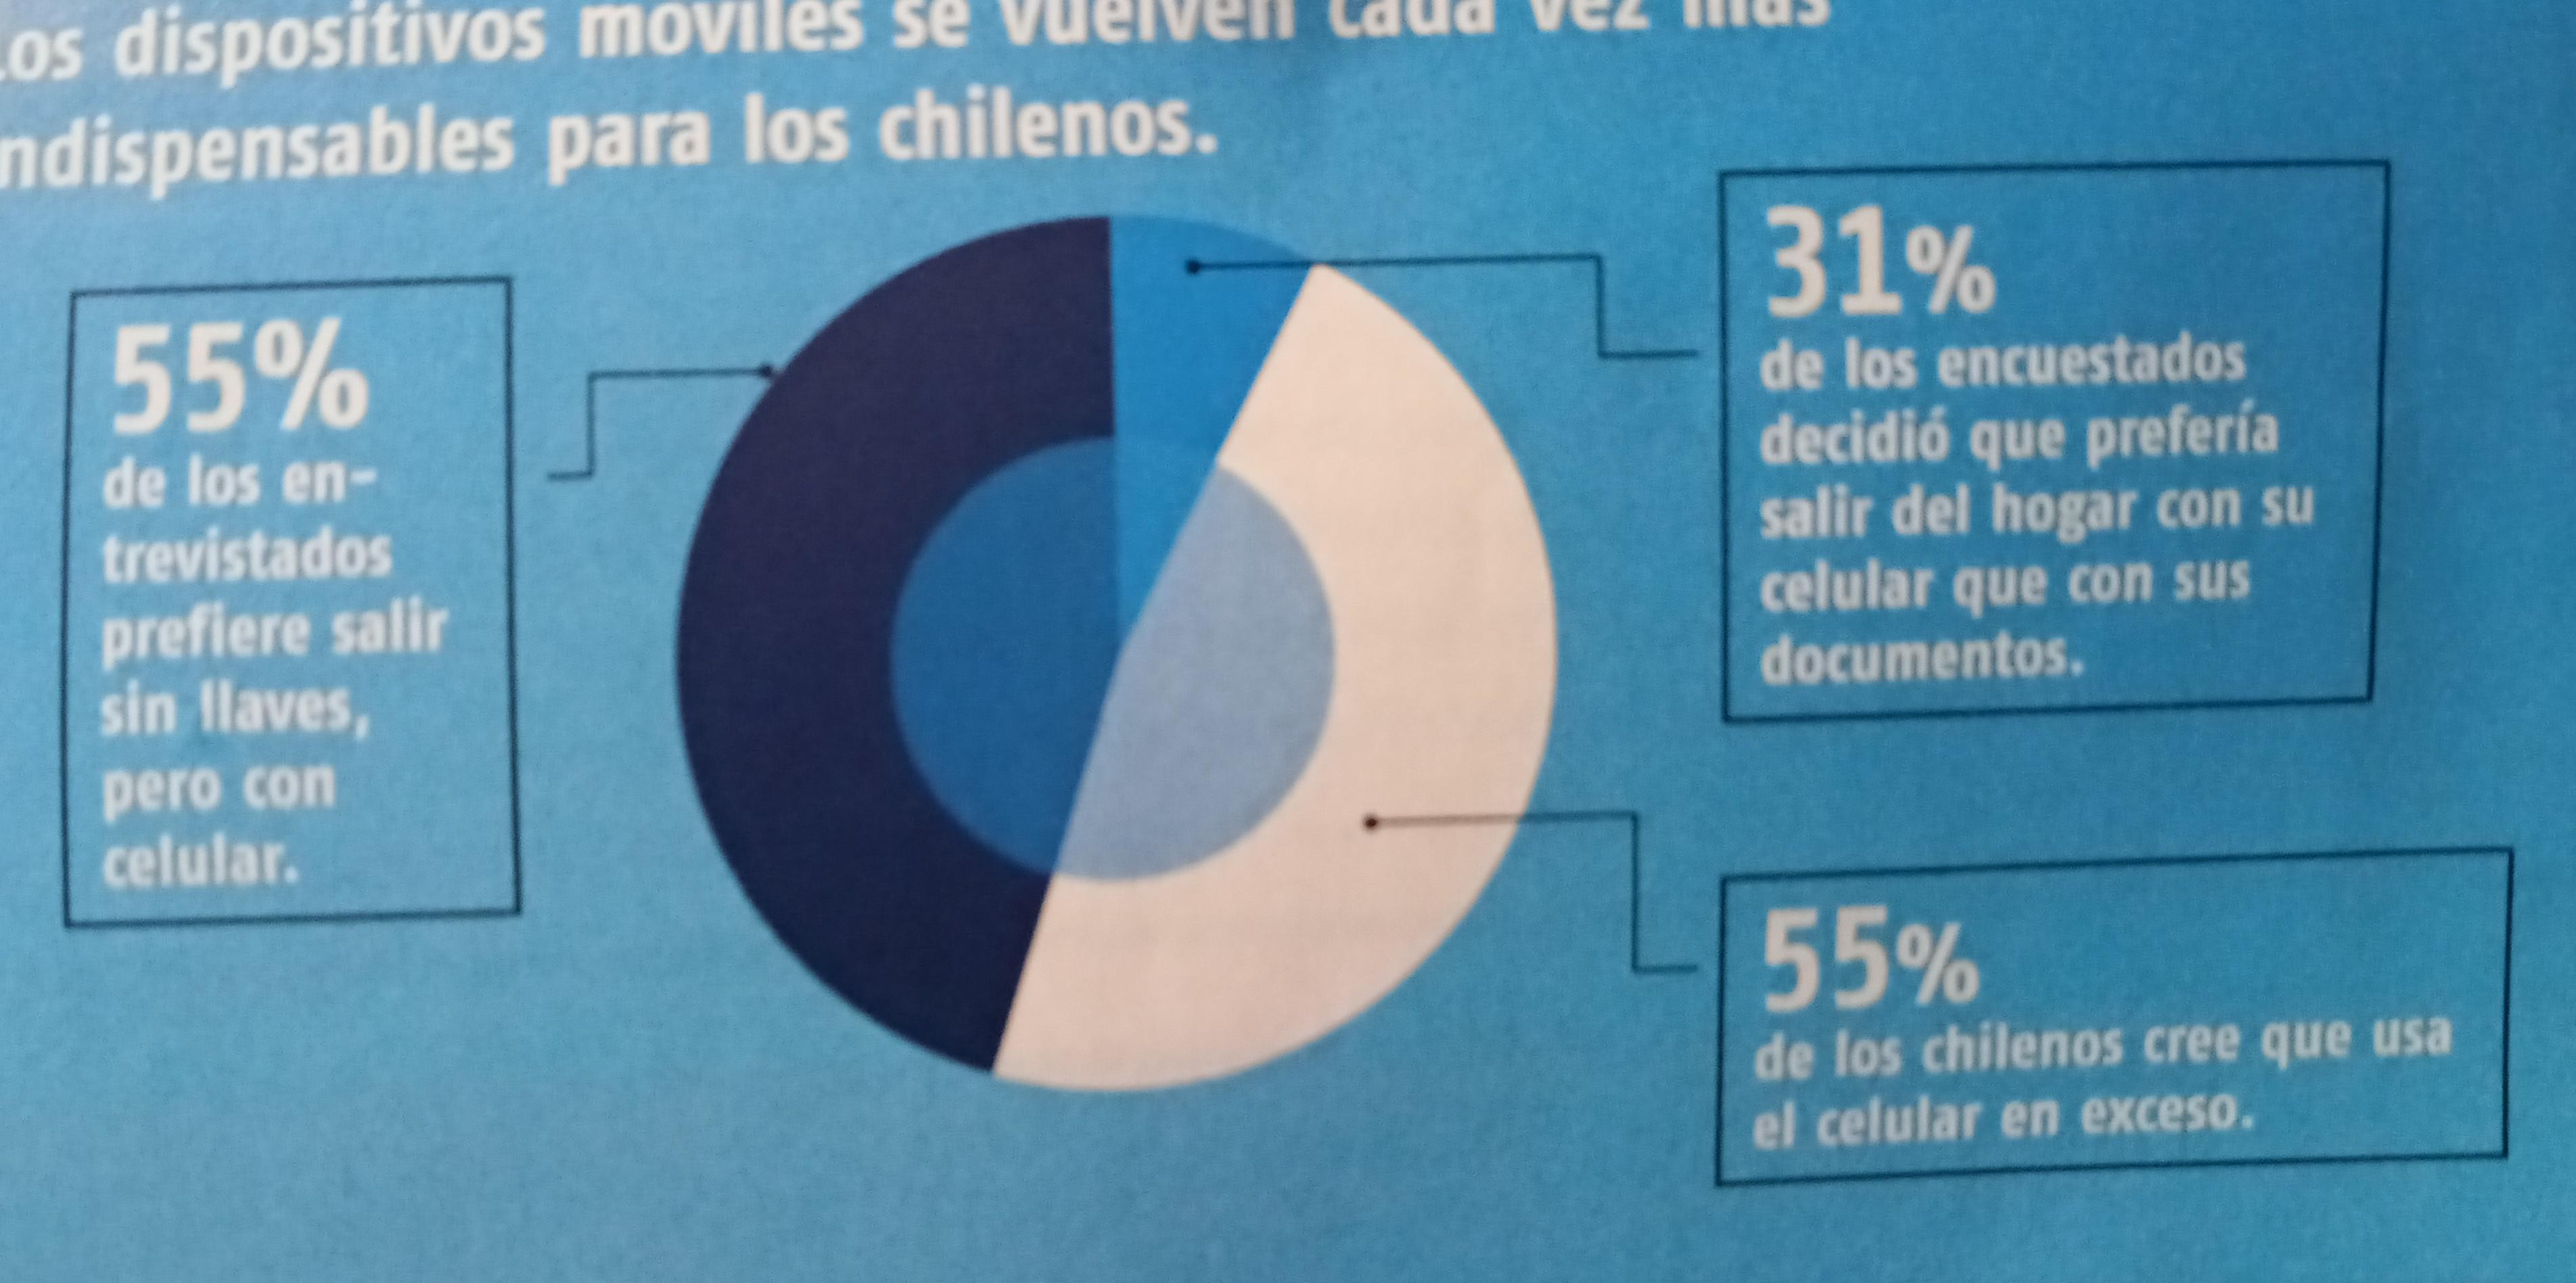 Los dispositivos móviles se vuelven cada vez más
indispensables para los chilenos.
55%
de los en-
trevistados
prefiere salir
sin llaves,
pero con
celular.
31%
de los encuestados
decidió que prefería
salir del hogar con su
celular que con sus
documentos.
55%
de los chilenos cree que usa
el celular en exceso.